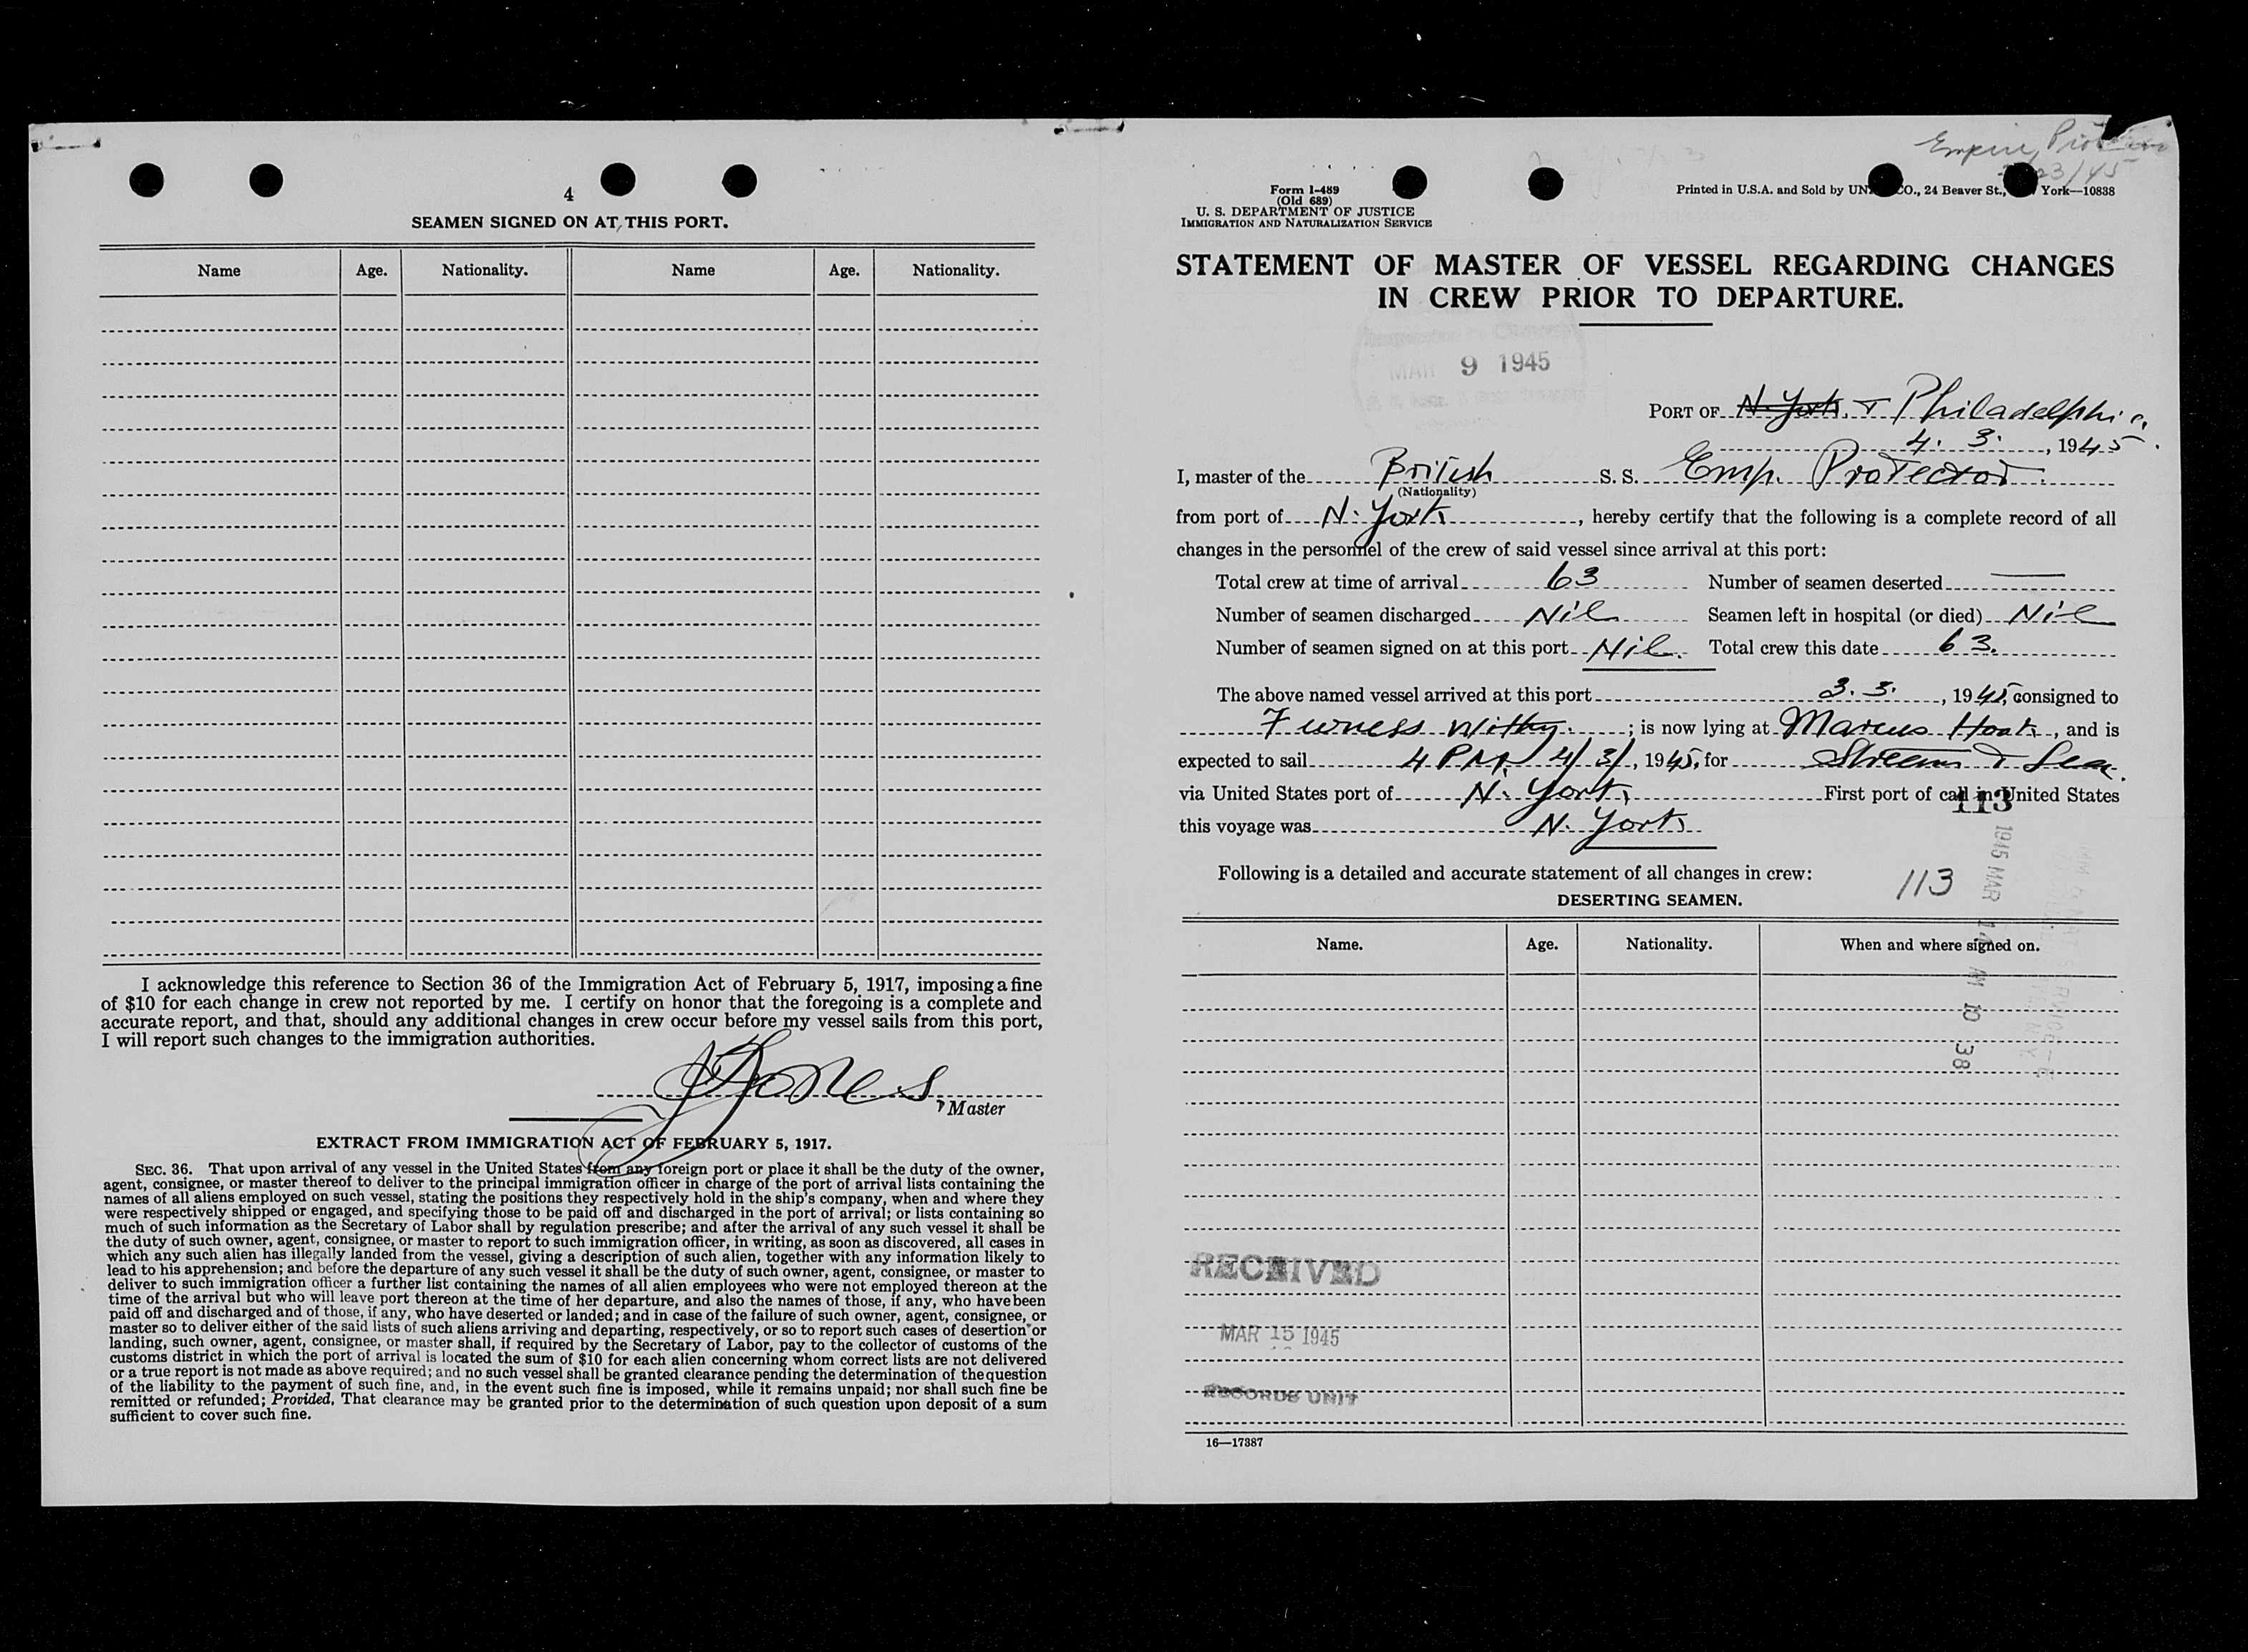 4
SEAMEN SIGNED ON AT THIS PORT.
Name Age. Nationality. Name Age. Nationality.
I acknowledge this reference to Section 36 of the Immigration Act of February 5, 1917, imposing a fine
of $10 for each change in crew not reported by me. I certify on honor that the foregoing is a complete and
accurate report, and that, should any additional changes in crew occur before my vessel sails from this port,
I will report such changes to the immigration authorities.
Jones
, Master
EXTRACT FROM IMMIGRATION ACT OF FEBRUARY 5, 1917.
SEC. 36. That upon arrival of any vessel in the United States from any foreign port or place it shall be the duty of the owner,
agent, consignee, or master thereof to deliver to the principal immigration officer in charge of the port of arrival lists containing the
names of all aliens employed on such vessel, stating the positions they respectively hold in the ship's company, when and where they
were respectively shipped or engaged, and specifying those to be paid off and discharged in the port of arrival; or lists containing so
much of such information as the Secretary of Labor shall by regulation prescribe; and after the arrival of any such vessel it shall be
the duty of such owner, agent, consignee, or master to report to such immigration officer, in writing, as soon as discovered, all cases in
which any such alien has illegally landed from the vessel, giving a description of such alien, together with any information likely to
lead to his apprehension; and before the departure of any such vessel it shall be the duty of such owner, agent, consignee, or master to
deliver to such immigration officer a further list containing the names of all alien employees who were not employed thereon at the
time of the arrival but who will leave port thereon at the time of her departure, and also the names of those, if any, who have been
paid off and discharged and of those, if any, who have deserted or landed; and in case of the failure of such owner, agent, consignee, or
master so to deliver either of the said lists of such aliens arriving and departing, respectively, or so to report such cases of desertion or
landing, such owner, agent, consignee, or master shall, if required by the Secretary of Labor, pay to the collector of customs of the
customs district in which the port of arrival is located the sum of $10 for each alien concerning whom correct lists are not delivered
or a true report is not made as above required; and no such vessel shall be granted clearance pending the determination of the question
of the liability to the payment of such fine, and, in the event such fine is imposed, while it remains unpaid; nor shall such fine be
remitted or refunded; Provided, That clearance may be granted prior to the determination of such question upon deposit of a sum
sufficient to cover such fine.
Empire
Form I-489
(Old 689)
U. S. DEPARTMENT OF JUSTICE
IMMIGRATION AND NATURALIZATION SERVICE
Printed in U.S.A. and Sold by CO., 24 Beaver St., York—10838
STATEMENT OF MASTER OF VESSEL REGARDING CHANGES
IN CREW PRIOR TO DEPARTURE.
MAR 9 1945
PORT OF N. York. Philadelphia.
4. 3. , 1945.
I, master of the British S. S. Emp. Protector.
(Nationality)
from port of N. York , hereby certify that the following is a complete record of all
changes in the personnel of the crew of said vessel since arrival at this port:
Total crew at time of arrival 63 Number of seamen deserted —
Number of seamen discharged Nil Seamen left in hospital (or died) Nil
Number of seamen signed on at this port Nil. Total crew this date 63.
The above named vessel arrived at this port 3. 3. , 1945, consigned to
Furness Withy. ; is now lying at Marcus Hook , and is
expected to sail 4 PM 4/3/ , 1945, for Stream & Sea.
via United States port of N. York First port of call in United States
113
this voyage was N. York
Following is a detailed and accurate statement of all changes in crew:
113
1945 MAR 14 AM 10 38
DESERTING SEAMEN.
Name. Age. Nationality. When and where signed on.
RECEIVED
MAR 15 1945
RECORDS UNIT
16—17387